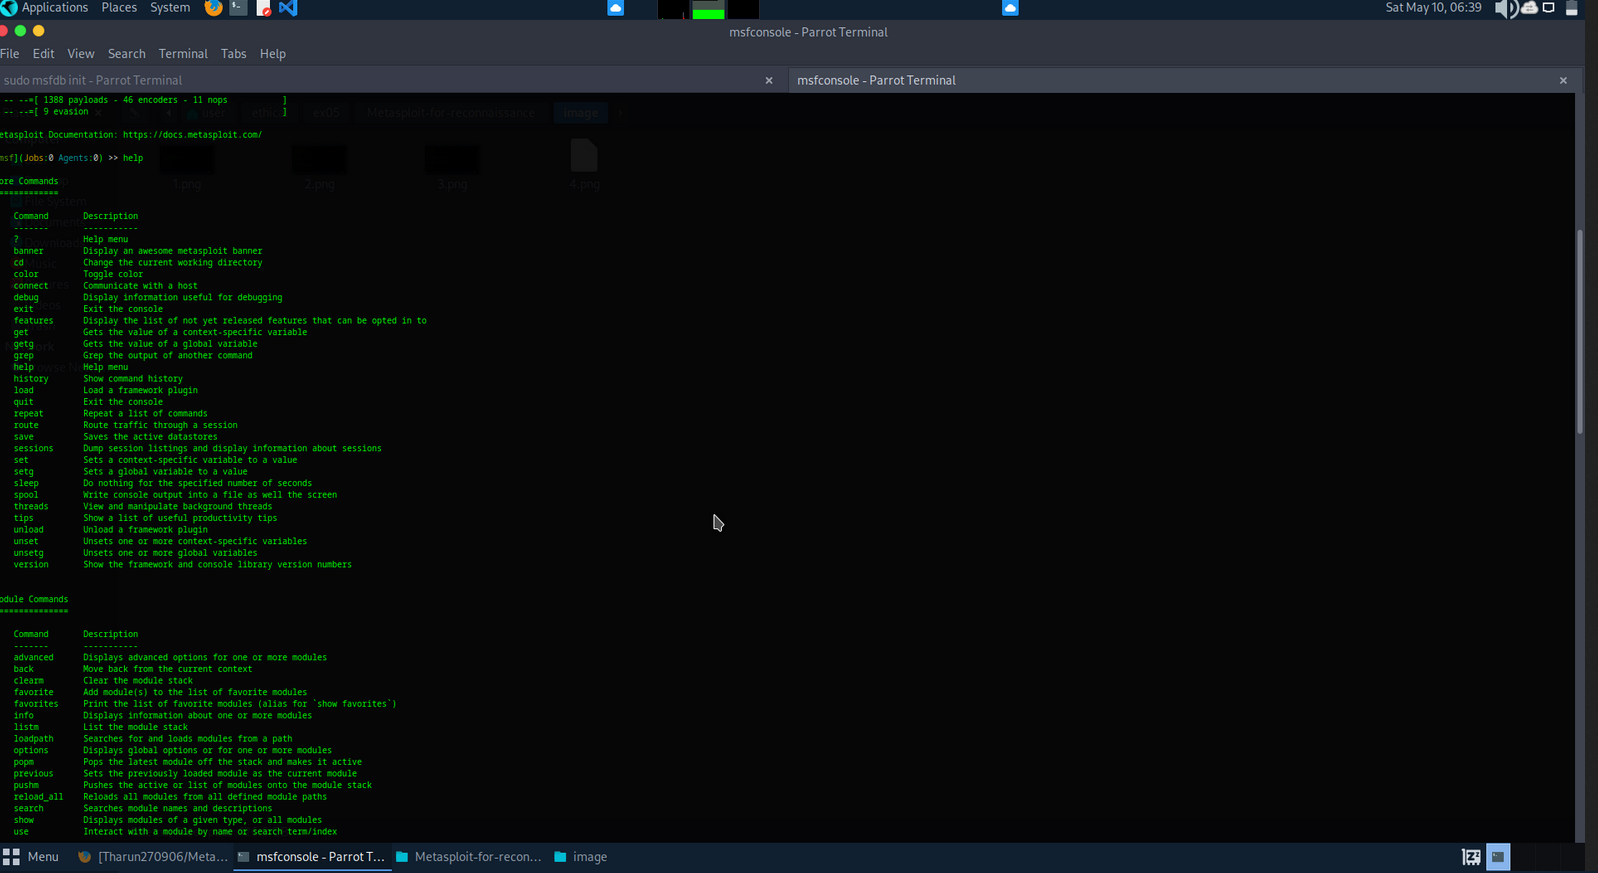 Applications Places System Sat May 10, 06:39
msfconsole - Parrot Terminal
File Edit View Search Terminal Tabs Help
sudo msfdb init - Parrot Terminal × msfconsole - Parrot Terminal ×
-- --=[ 1388 payloads - 46 encoders - 11 nops ]
-- --=[ 9 evasion ]
user ethic ex05 Metasploit-for-reconnaissance image
etasploit Documentation: https://docs.metasploit.com/
msf](Jobs:0 Agents:0) >> help
1.png 2.png 3.png 4.png
ore Commands
============
File System
Command Description
------- -----------
? Help menu
banner Display an awesome metasploit banner
cd Change the current working directory
color Toggle color
connect Communicate with a host
debug Display information useful for debugging
exit Exit the console
features Display the list of not yet released features that can be opted in to
get Gets the value of a context-specific variable
getg Gets the value of a global variable
grep Grep the output of another command
help Help menu
history Show command history
load Load a framework plugin
quit Exit the console
repeat Repeat a list of commands
route Route traffic through a session
save Saves the active datastores
sessions Dump session listings and display information about sessions
set Sets a context-specific variable to a value
setg Sets a global variable to a value
sleep Do nothing for the specified number of seconds
spool Write console output into a file as well the screen
threads View and manipulate background threads
tips Show a list of useful productivity tips
unload Unload a framework plugin
unset Unsets one or more context-specific variables
unsetg Unsets one or more global variables
version Show the framework and console library version numbers
odule Commands
==============
Command Description
------- -----------
advanced Displays advanced options for one or more modules
back Move back from the current context
clearm Clear the module stack
favorite Add module(s) to the list of favorite modules
favorites Print the list of favorite modules (alias for `show favorites`)
info Displays information about one or more modules
listm List the module stack
loadpath Searches for and loads modules from a path
options Displays global options or for one or more modules
popm Pops the latest module off the stack and makes it active
previous Sets the previously loaded module as the current module
pushm Pushes the active or list of modules onto the module stack
reload_all Reloads all modules from all defined module paths
search Searches module names and descriptions
show Displays modules of a given type, or all modules
use Interact with a module by name or search term/index
Menu [Tharun270906/Meta... msfconsole - Parrot T... Metasploit-for-recon... image